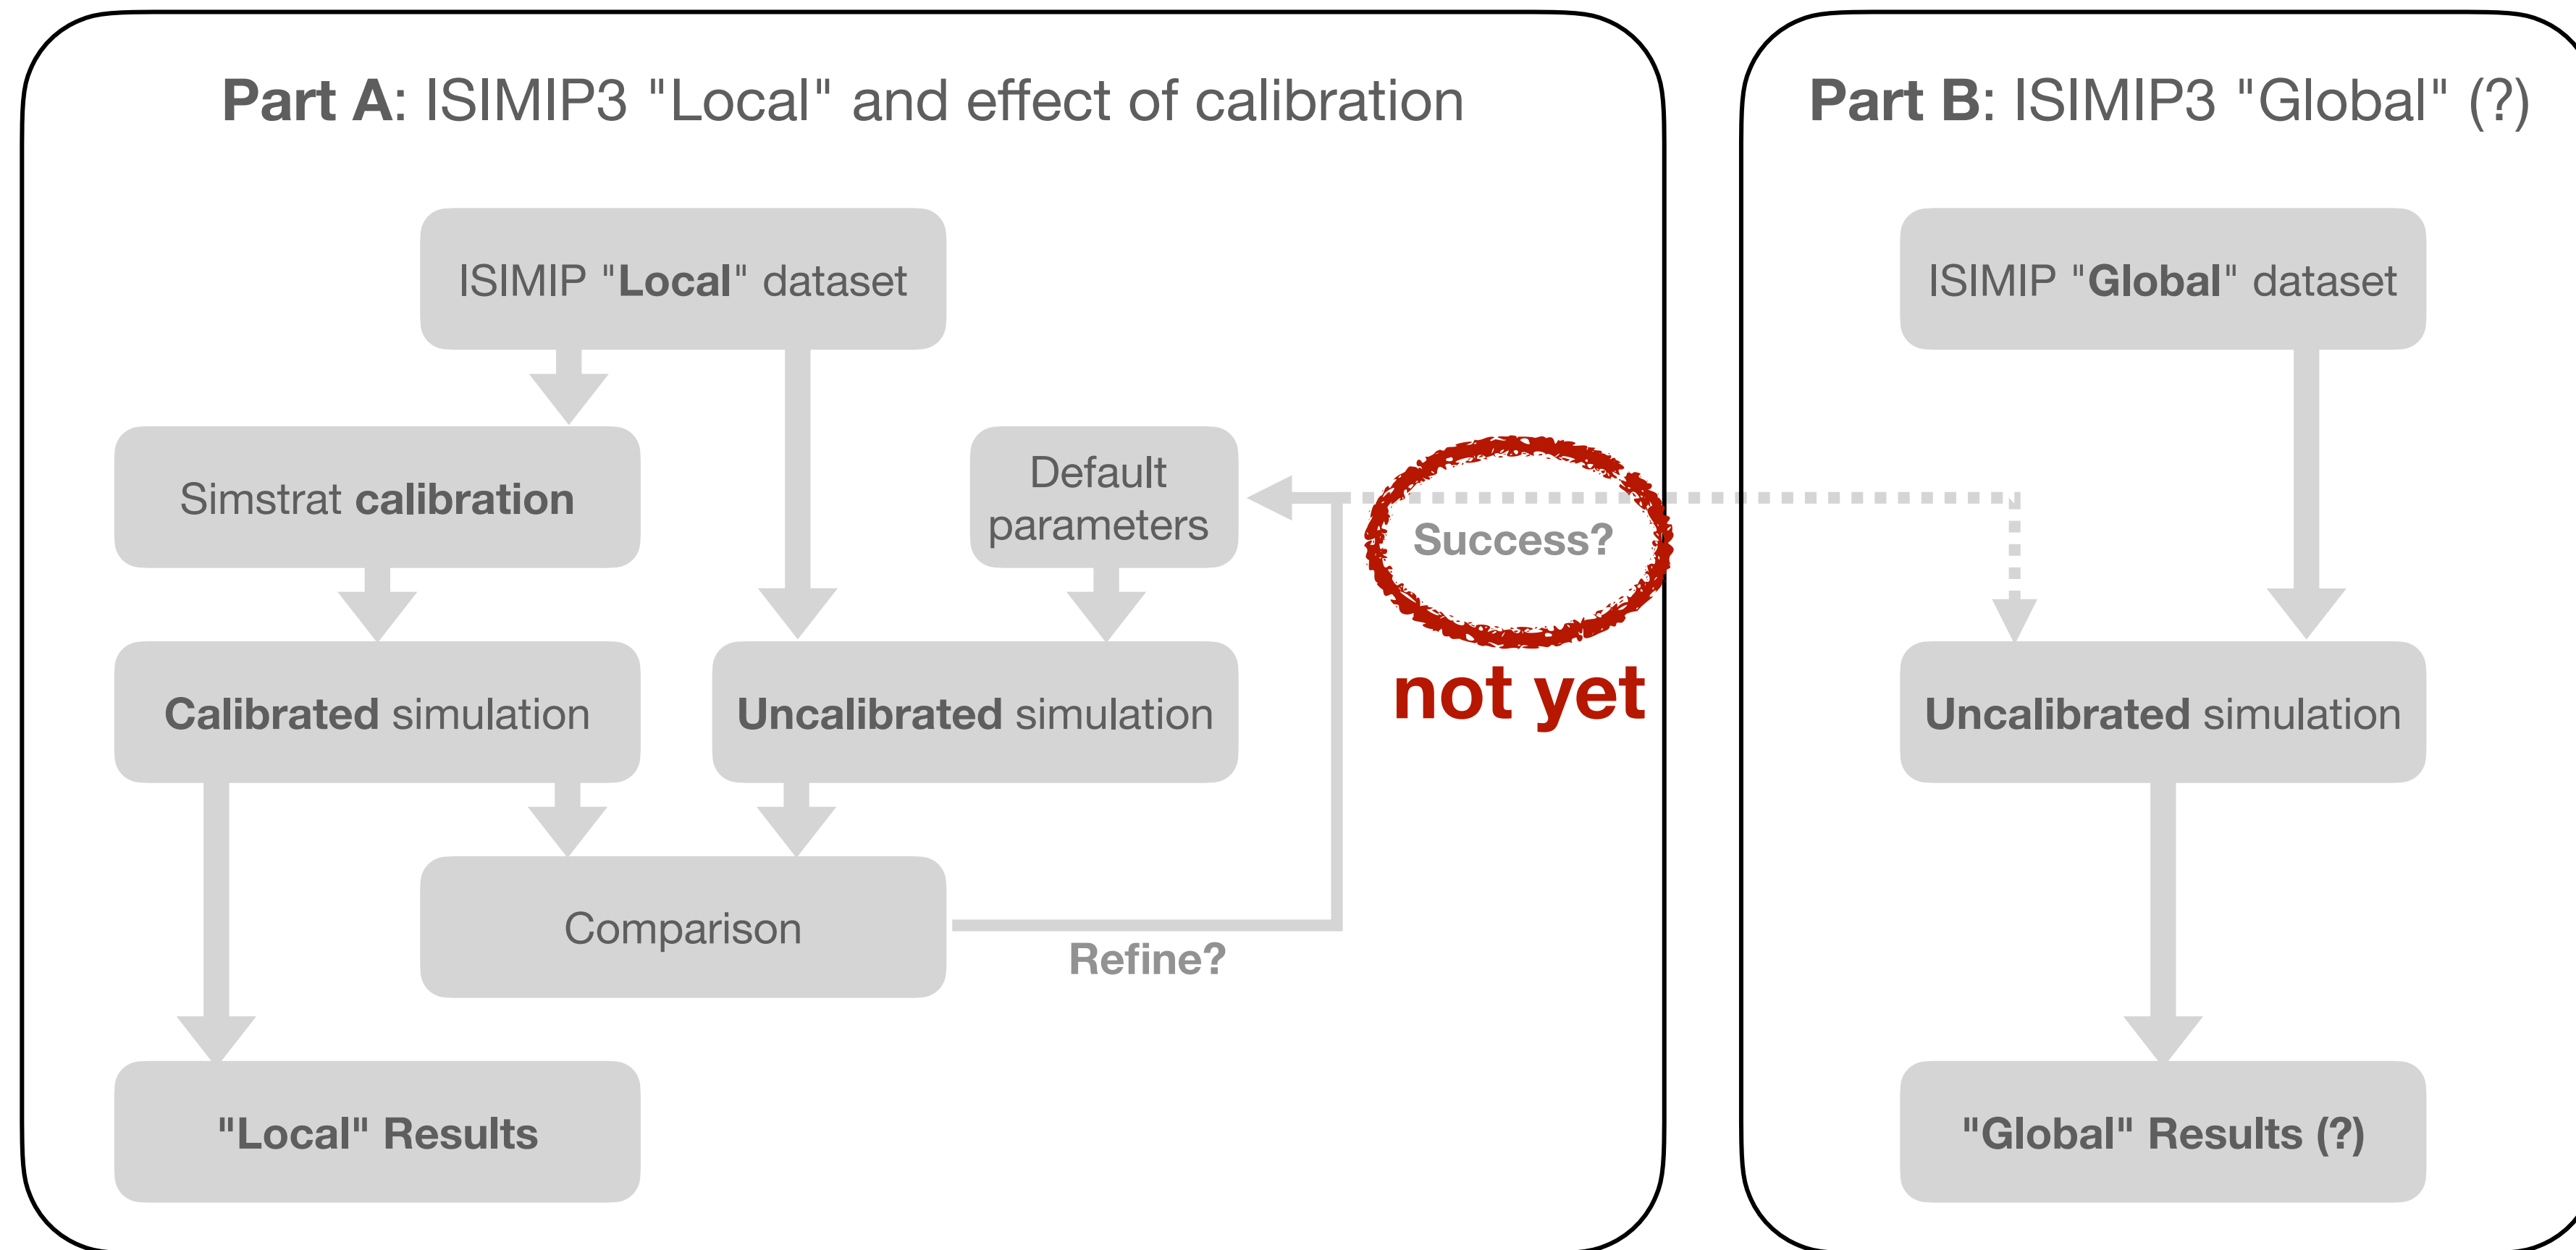 Part A: ISIMIP3 "Local" and effect of calibration
ISIMIP "Local" dataset
Simstrat calibration
Default
parameters
Success?
not yet
Calibrated simulation
Uncalibrated simulation
Comparison
Refine?
"Local" Results
Part B: ISIMIP3 "Global" (?)
ISIMIP "Global" dataset
Uncalibrated simulation
"Global" Results (?)